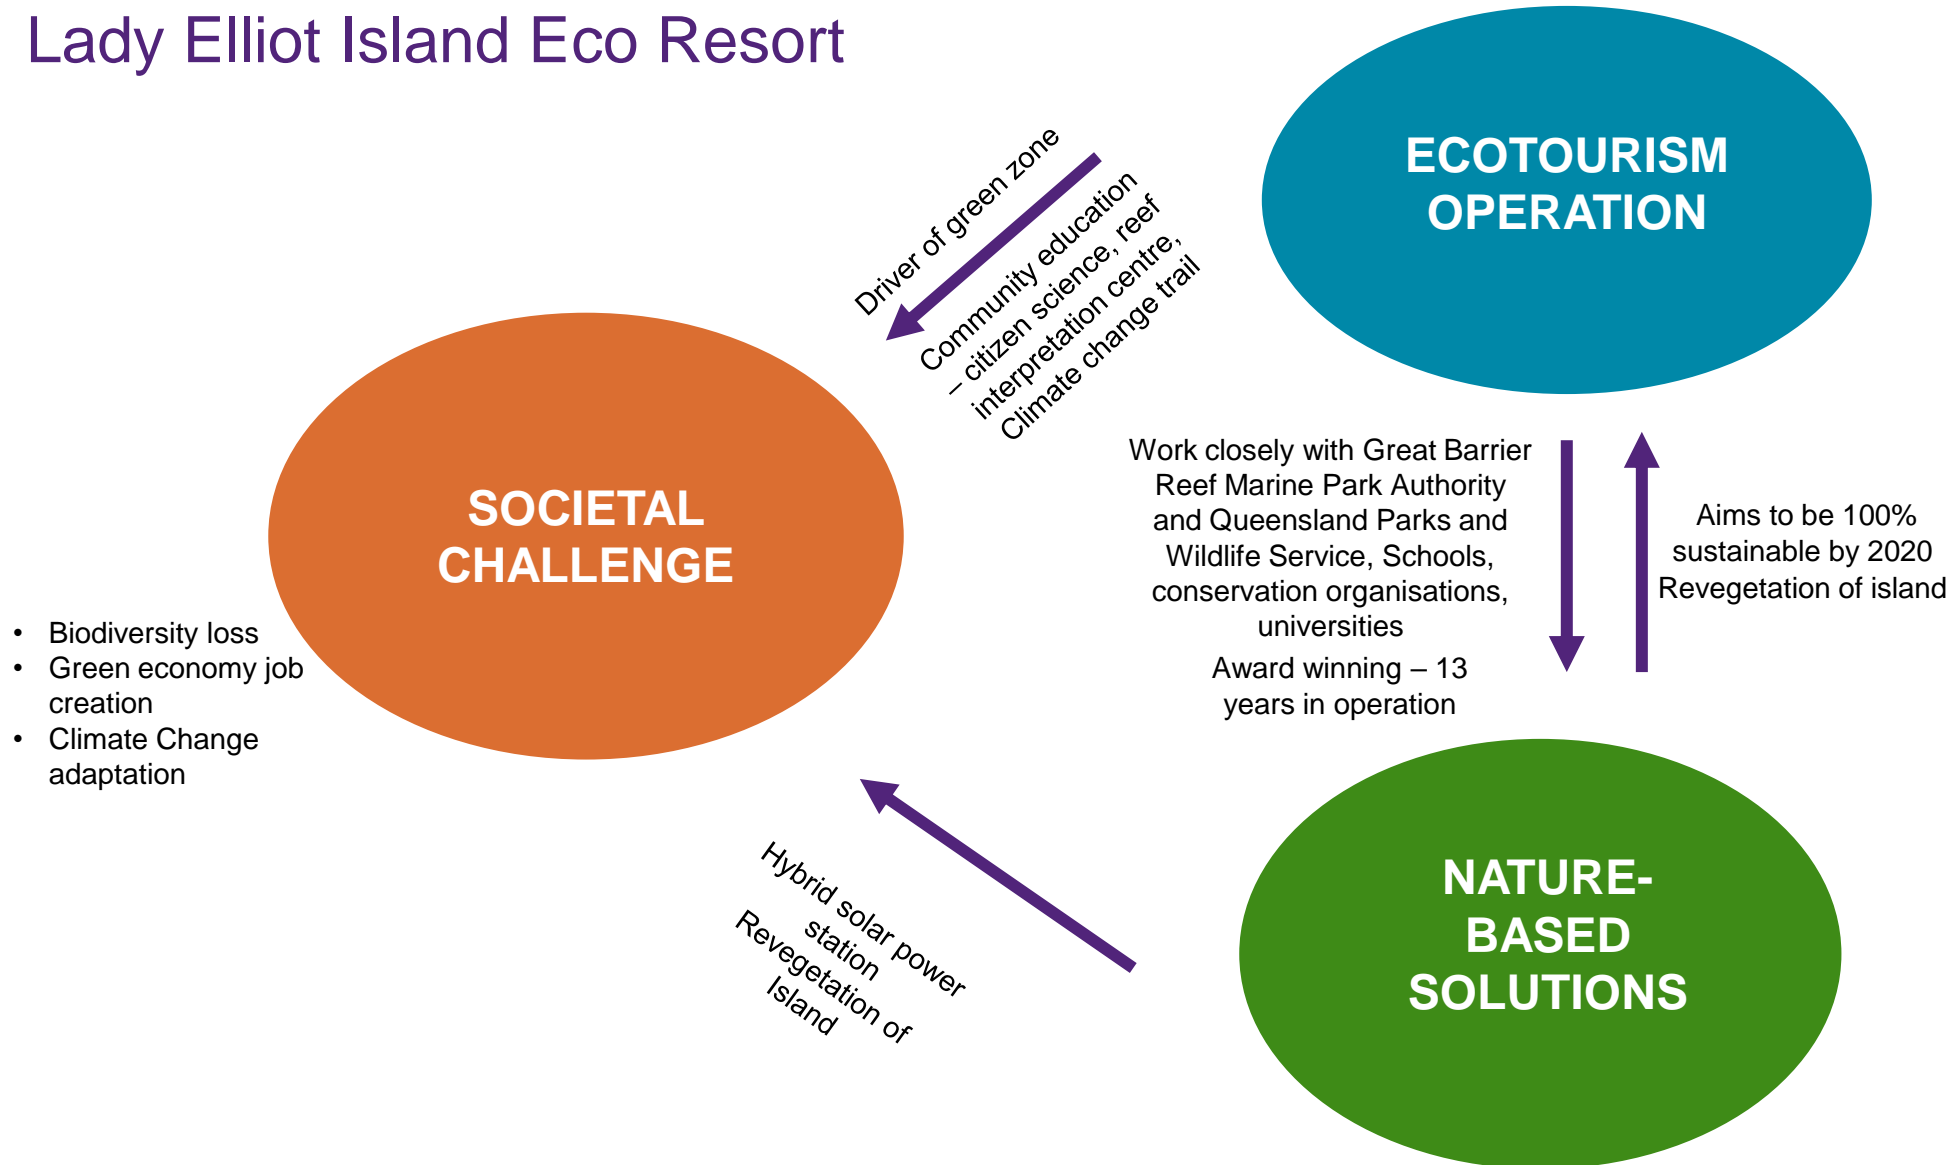 Lady Elliot Island Eco Resort
ECOTOURISM
OPERATION
Driver of green zone
Community education
– citizen science, reef
interpretation centre,
Climate change trail
SOCIETAL
CHALLENGE
• Biodiversity loss
• Green economy job
creation
• Climate Change
adaptation
Work closely with Great Barrier
Reef Marine Park Authority
and Queensland Parks and
Wildlife Service, Schools,
conservation organisations,
universities
Award winning – 13
years in operation
Aims to be 100%
sustainable by 2020
Revegetation of island
Hybrid solar power
station
Revegetation of
Island
NATURE-
BASED
SOLUTIONS